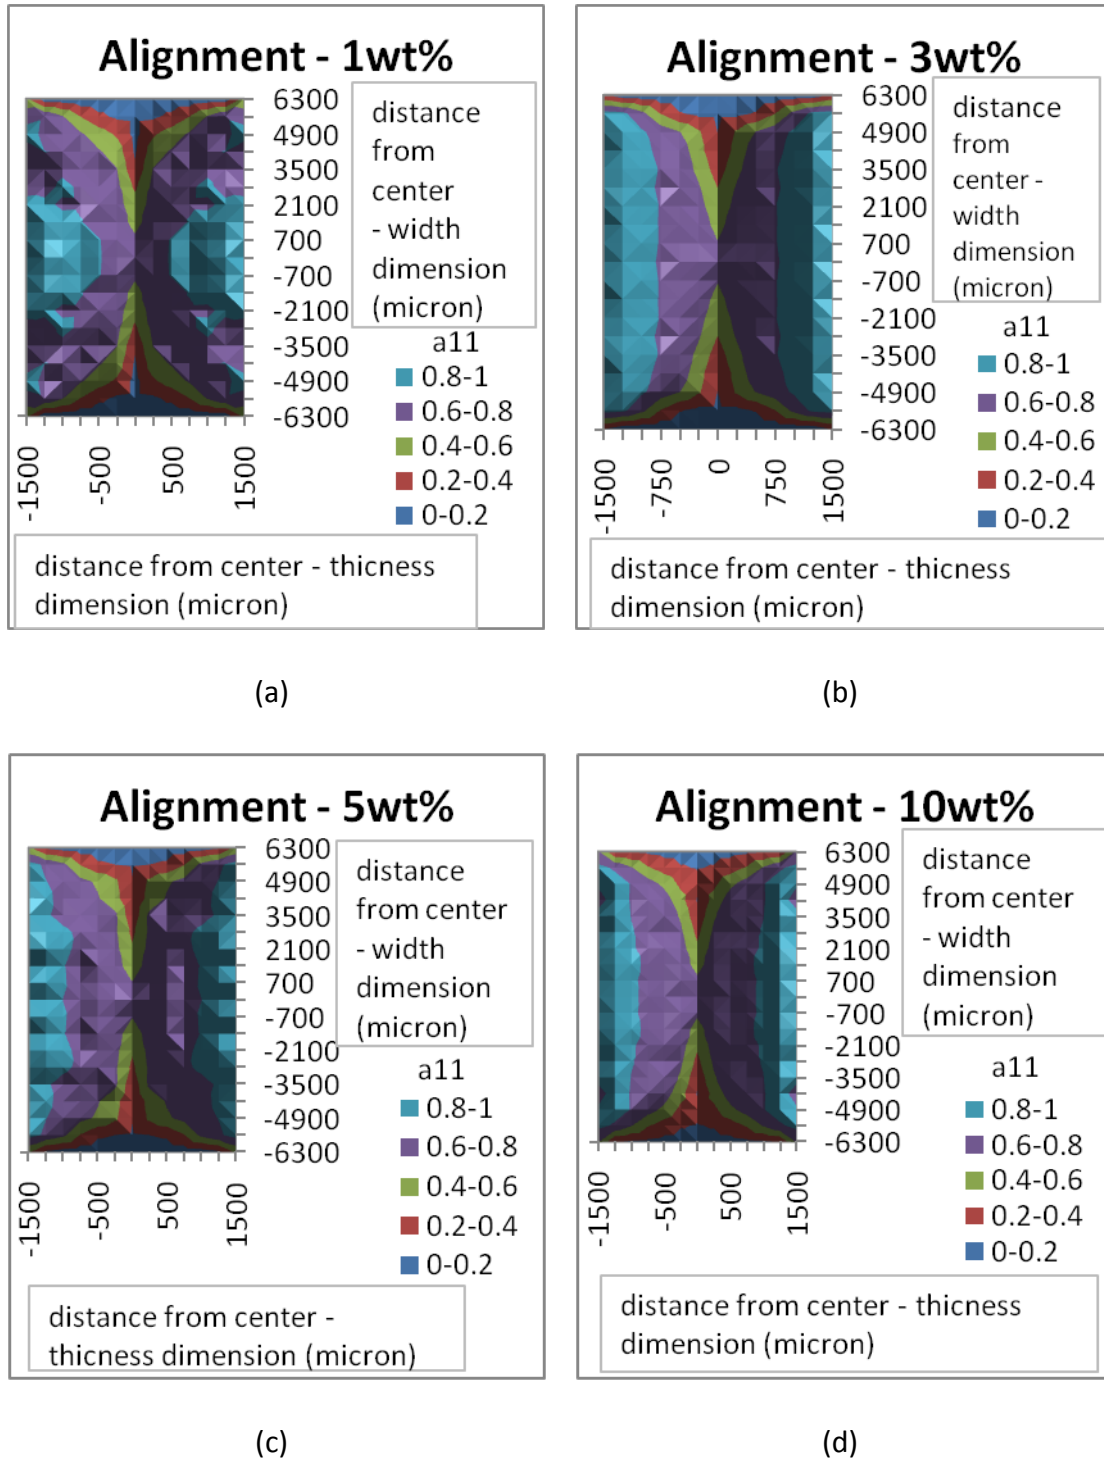 Alignment - 1wt%
6300
4900
3500
2100
700
-700
-2100
-3500
-4900
-6300
distance
from
center
- width
dimension
(micron)
a11
0.8-1
0.6-0.8
0.4-0.6
0.2-0.4
0-0.2
-1500
-500
500
1500
distance from center - thicness
dimension (micron)
(a)
Alignment - 3wt%
6300
4900
3500
2100
700
-700
-2100
-3500
-4900
-6300
distance
from
center -
width
dimension
(micron)
a11
0.8-1
0.6-0.8
0.4-0.6
0.2-0.4
0-0.2
-1500
-750
0
750
1500
distance from center - thicness
dimension (micron)
(b)
Alignment - 5wt%
6300
4900
3500
2100
700
-700
-2100
-3500
-4900
-6300
distance
from center
- width
dimension
(micron)
a11
0.8-1
0.6-0.8
0.4-0.6
0.2-0.4
0-0.2
-1500
-500
500
1500
distance from center -
thicness dimension (micron)
(c)
Alignment - 10wt%
6300
4900
3500
2100
700
-700
-2100
-3500
-4900
-6300
distance
from center
- width
dimension
(micron)
a11
0.8-1
0.6-0.8
0.4-0.6
0.2-0.4
0-0.2
-1500
-500
500
1500
distance from center - thicness
dimension (micron)
(d)